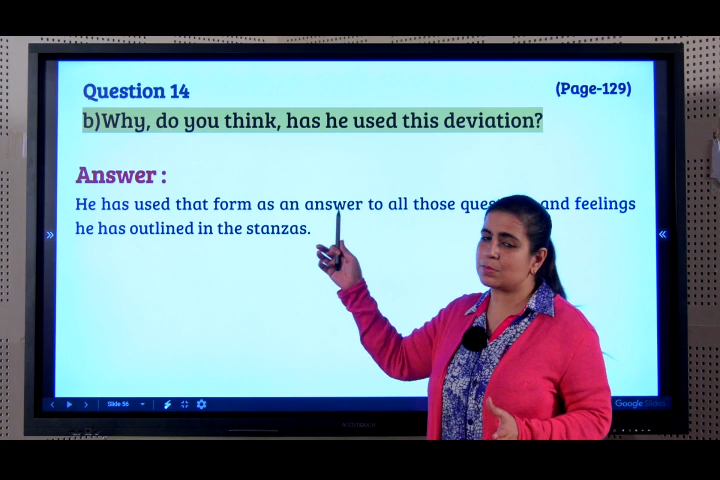 Question 14
(Page-129)
b)Why, do you think, has he used this deviation?
Answer :
He has used that form as an answer to all those and feelings
he has outlined in the stanzas.
Slide 56
Google